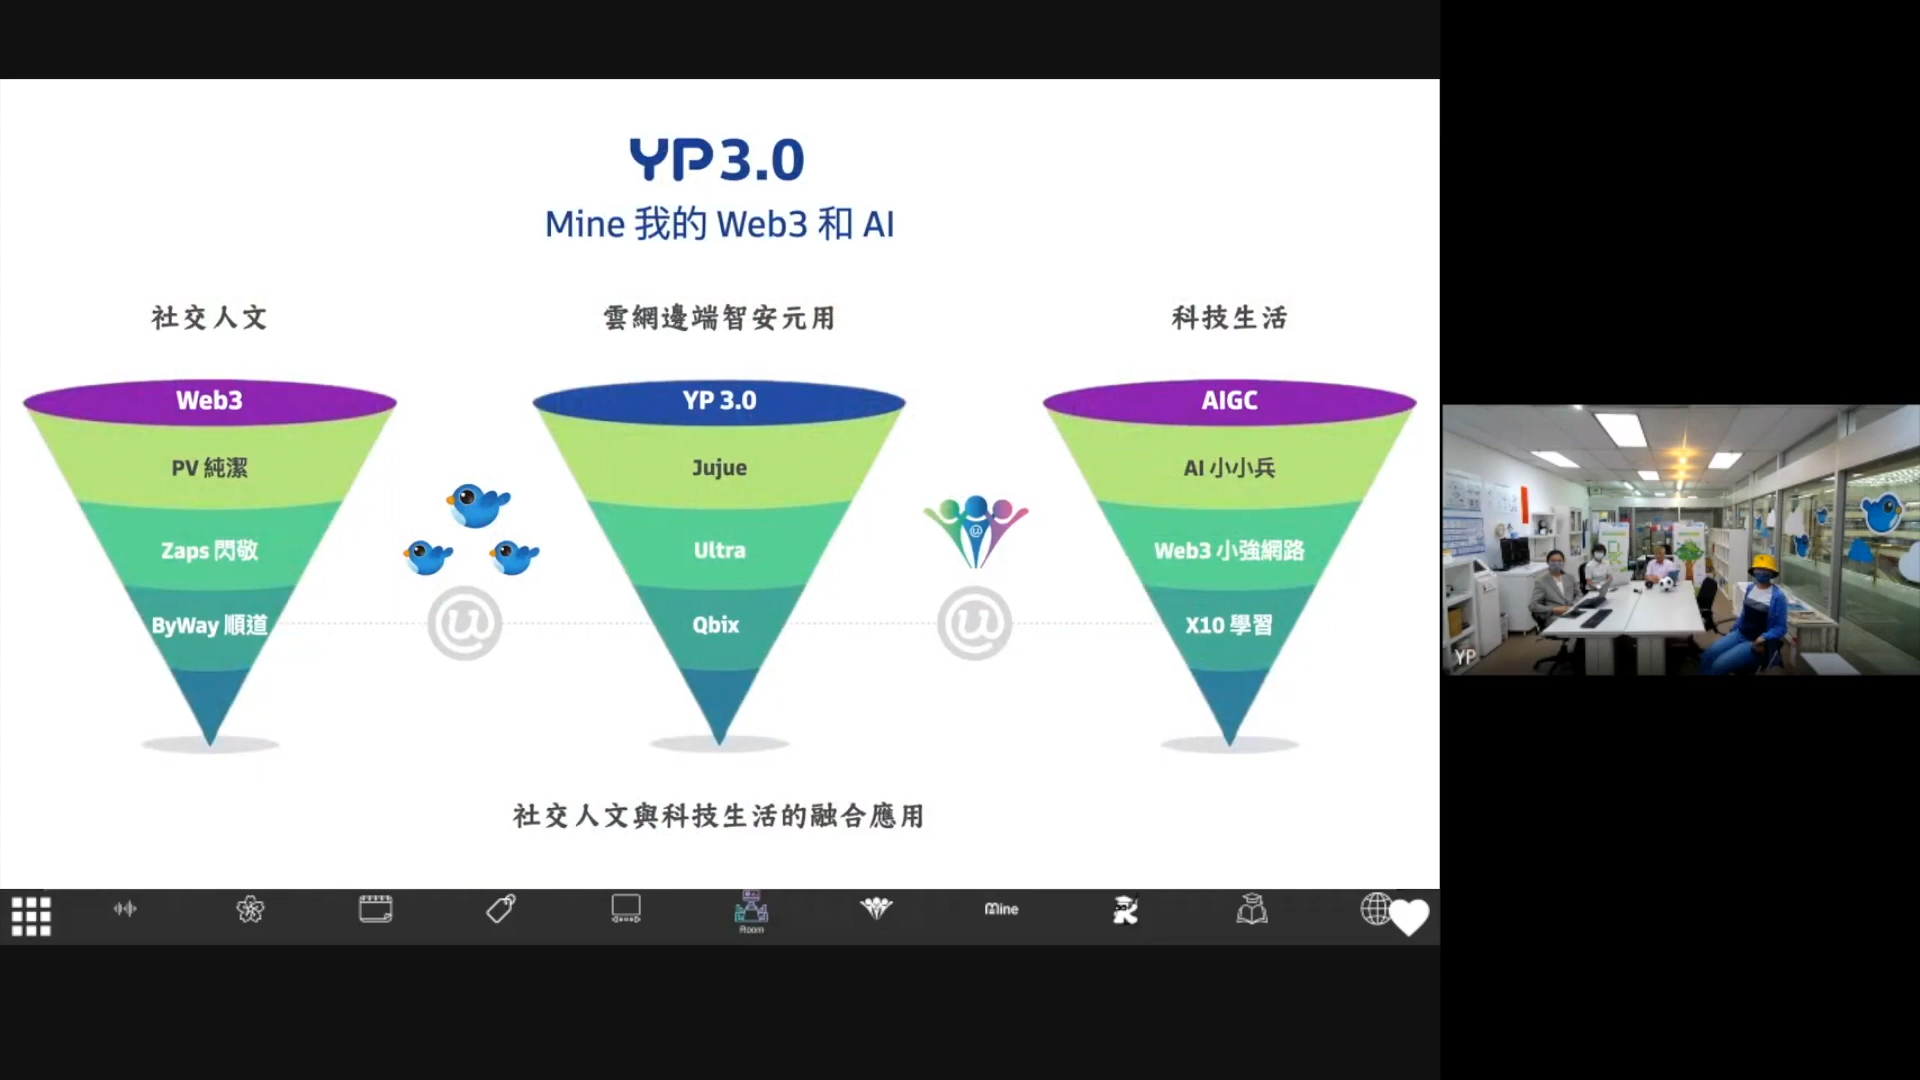 YP 3.0
Mine 我的 Web3 和 AI
社交人文
雲網邊端智安元用
科技生活
Web3
PV 純潔
Zaps 閃敬
ByWay 順道
YP 3.0
Jujue
Ultra
Qbix
AIGC
AI 小小兵
Web3 小強網路
X10 學習
社交人文與科技生活的融合應用
Room
Mine
YP